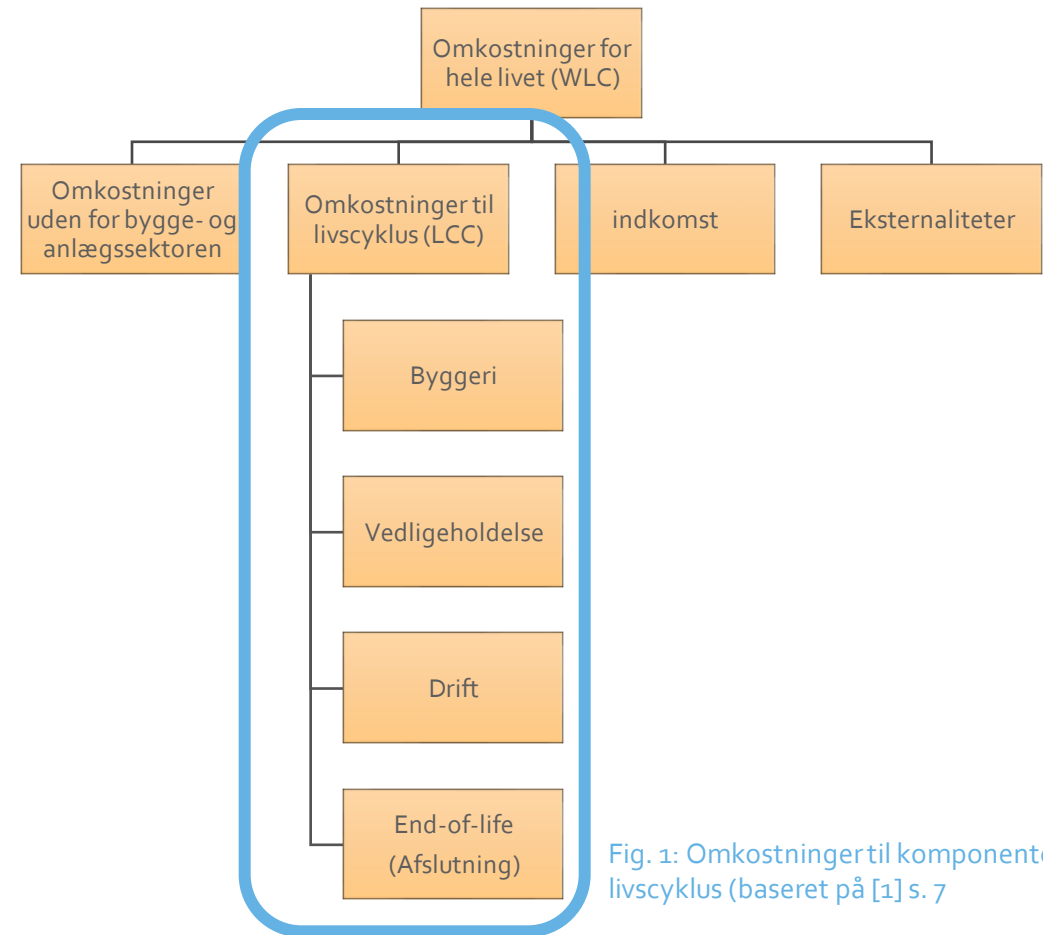 Omkostninger for
hele livet (WLC)
Omkostninger
uden for bygge- og
anlægssektoren
Omkostninger til
livscyklus (LCC)
indkomst
Eksternaliteter
Byggeri
Vedligeholdelse
Drift
End-of-life
(Afslutning)
Fig. 1: Omkostninger til komponente
livscyklus (baseret på [1] s. 7